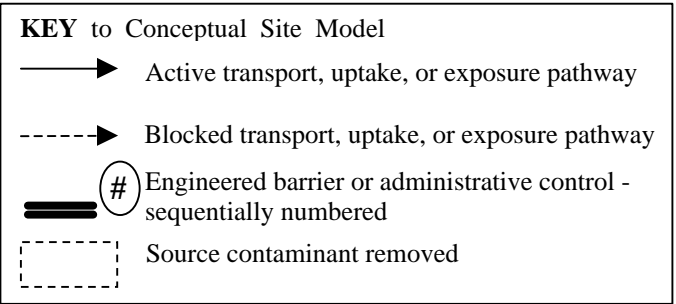 KEY to Conceptual Site Model
Active transport, uptake, or exposure pathway
Blocked transport, uptake, or exposure pathway
# Engineered barrier or administrative control -
sequentially numbered
Source contaminant removed